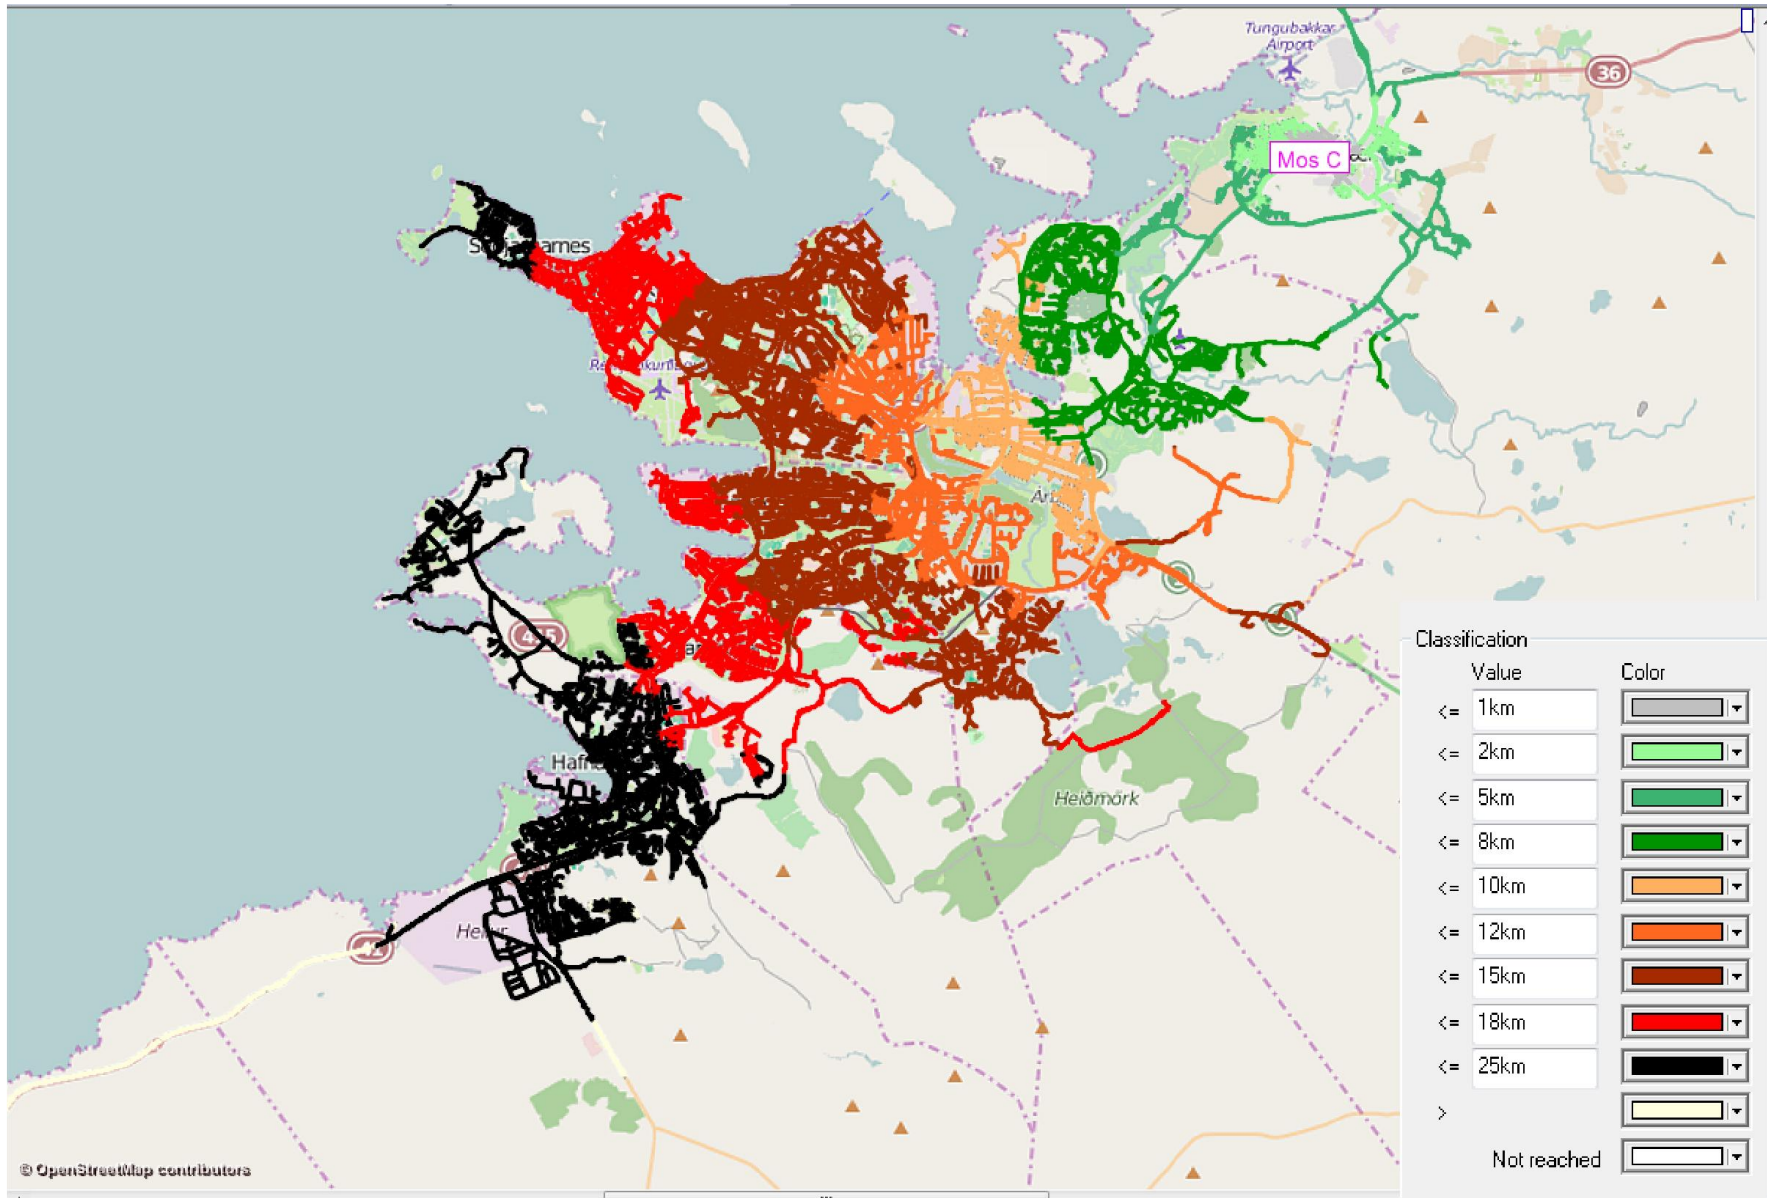 Tungubakkar
Airport
36
Mos C
Hafn
Heiðmörk
Classification
Value Color
<= 1km
<= 2km
<= 5km
<= 8km
<= 10km
<= 12km
<= 15km
<= 18km
<= 25km
>
Not reached
© OpenStreetMap contributors